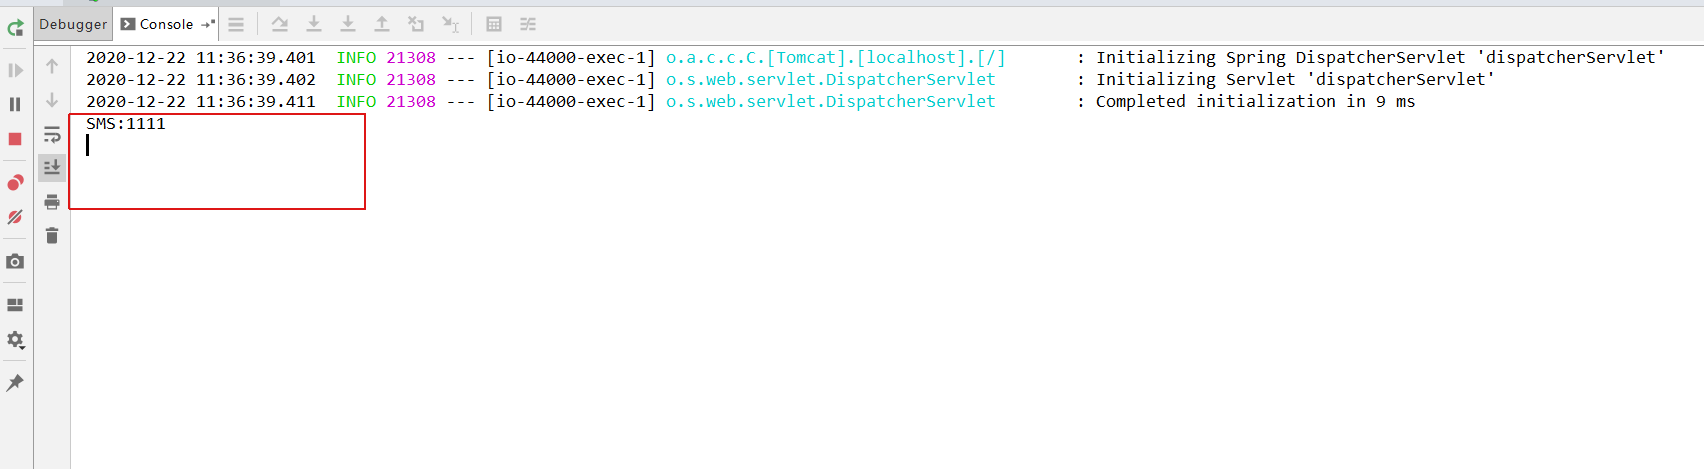 Debugger Console
2020-12-22 11:36:39.401  INFO 21308 --- [io-44000-exec-1] o.a.c.c.C.[Tomcat].[localhost].[/]       : Initializing Spring DispatcherServlet 'dispatcherServlet'
2020-12-22 11:36:39.402  INFO 21308 --- [io-44000-exec-1] o.s.web.servlet.DispatcherServlet        : Initializing Servlet 'dispatcherServlet'
2020-12-22 11:36:39.411  INFO 21308 --- [io-44000-exec-1] o.s.web.servlet.DispatcherServlet        : Completed initialization in 9 ms
SMS:1111